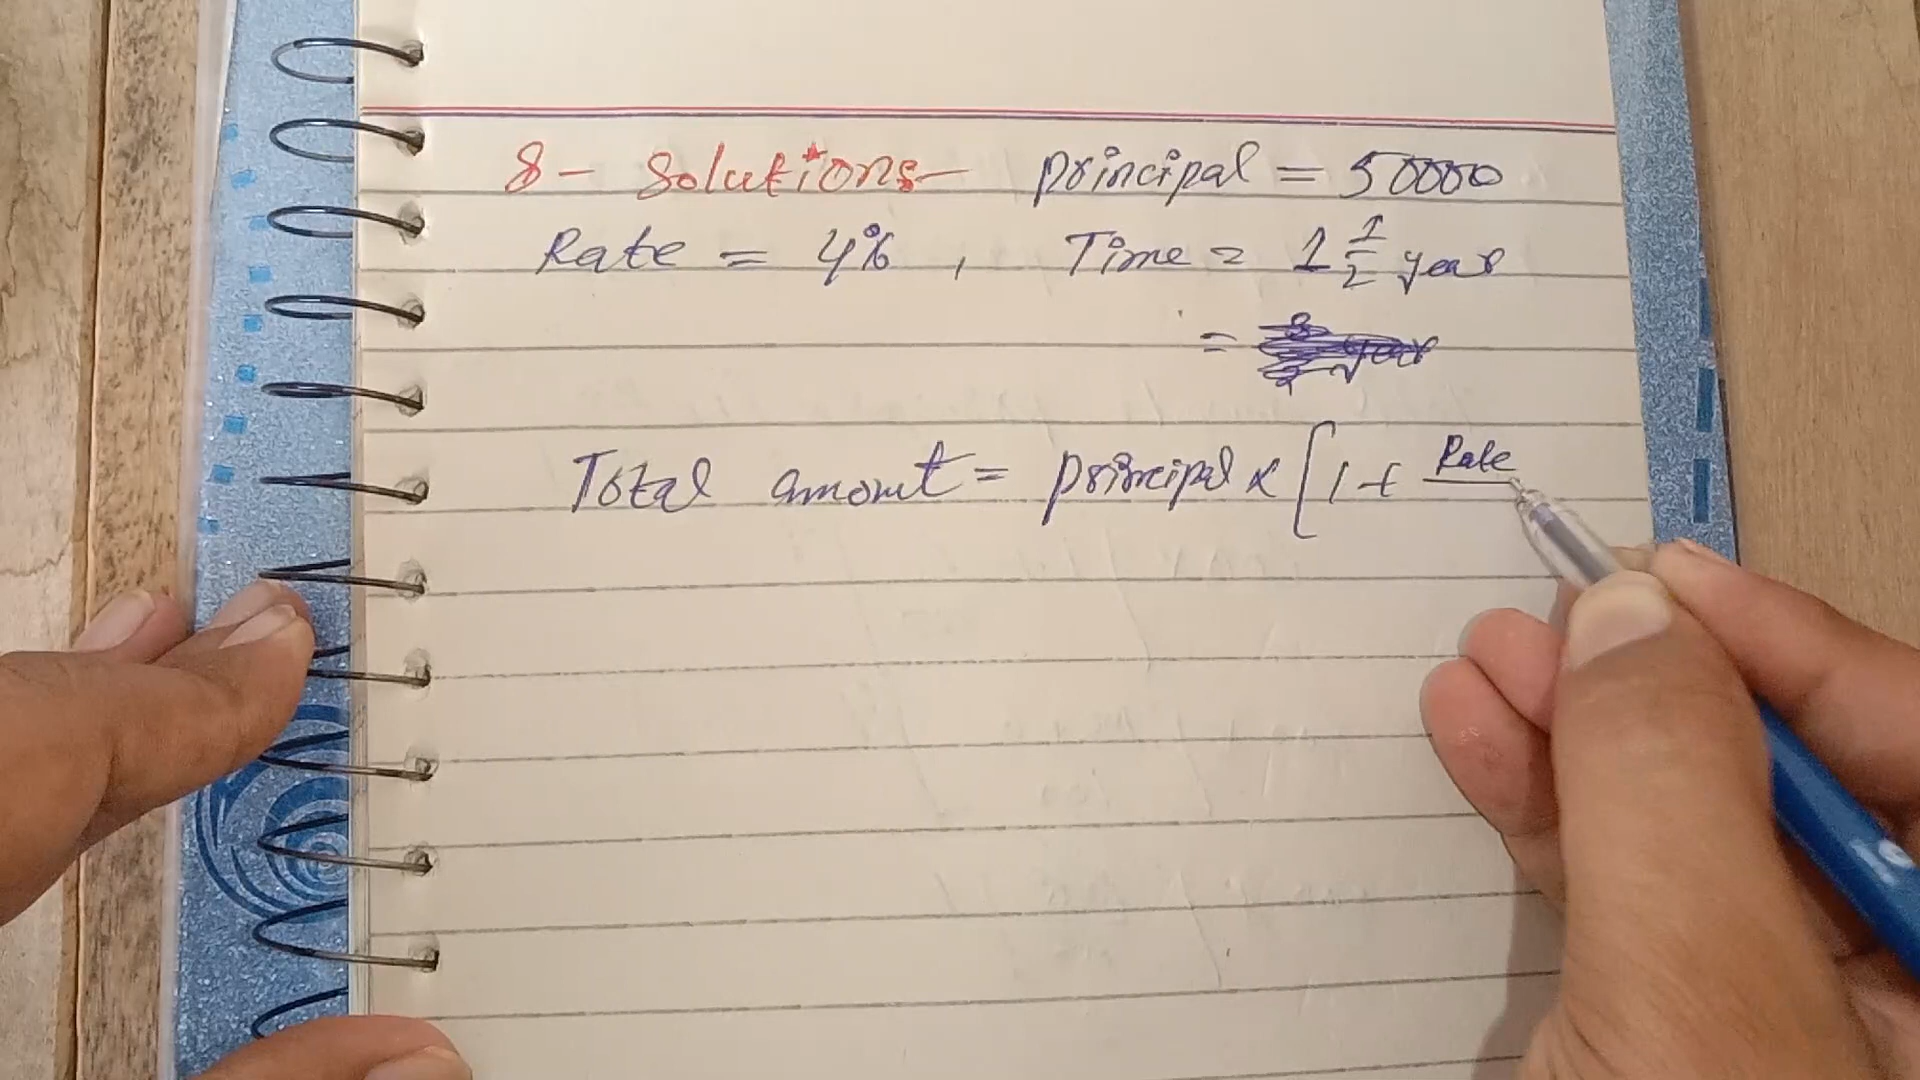 8 - Solutions - principal = 50000
Rate = 4% , Time = 1 1/2 year
=
Total amount = principal × [1 + Rate